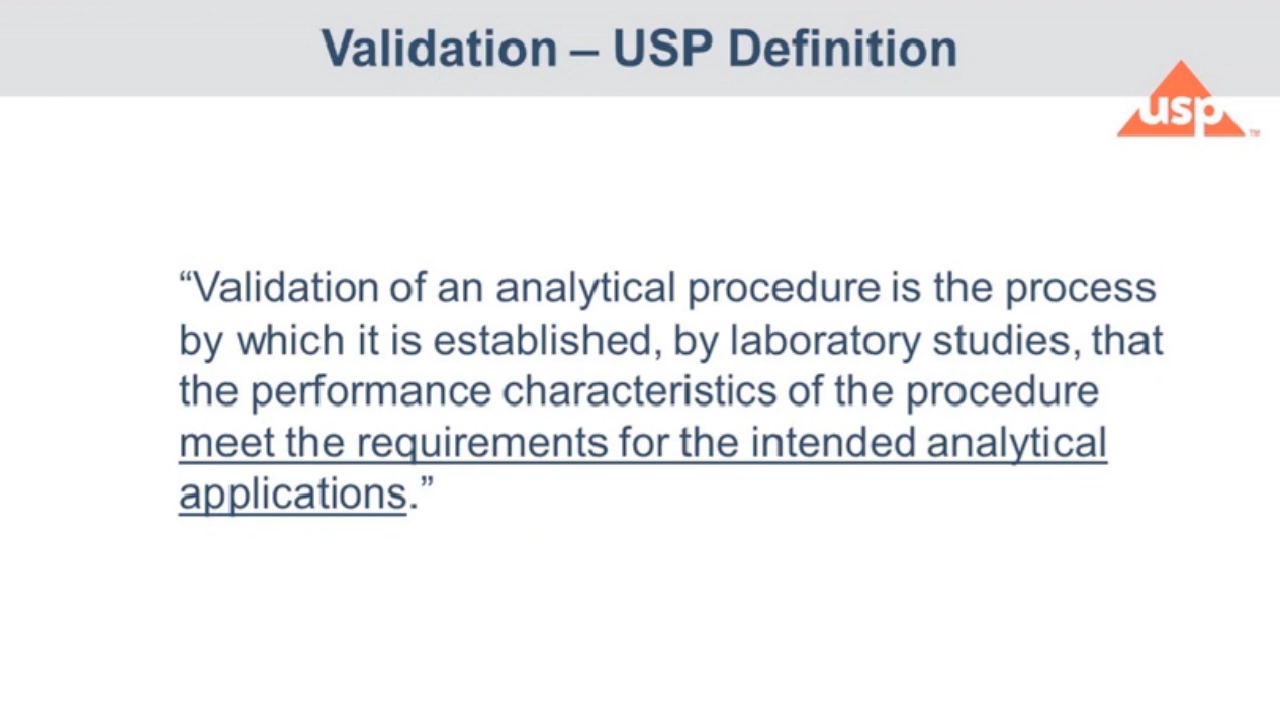 Validation – USP Definition
usp™
“Validation of an analytical procedure is the process
by which it is established, by laboratory studies, that
the performance characteristics of the procedure
meet the requirements for the intended analytical
applications.”